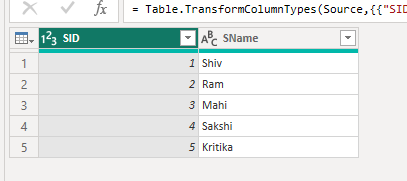 fx = Table.TransformColumnTypes(Source,{{"SID
123 SID ABC SName
1 1 Shiv
2 2 Ram
3 3 Mahi
4 4 Sakshi
5 5 Kritika